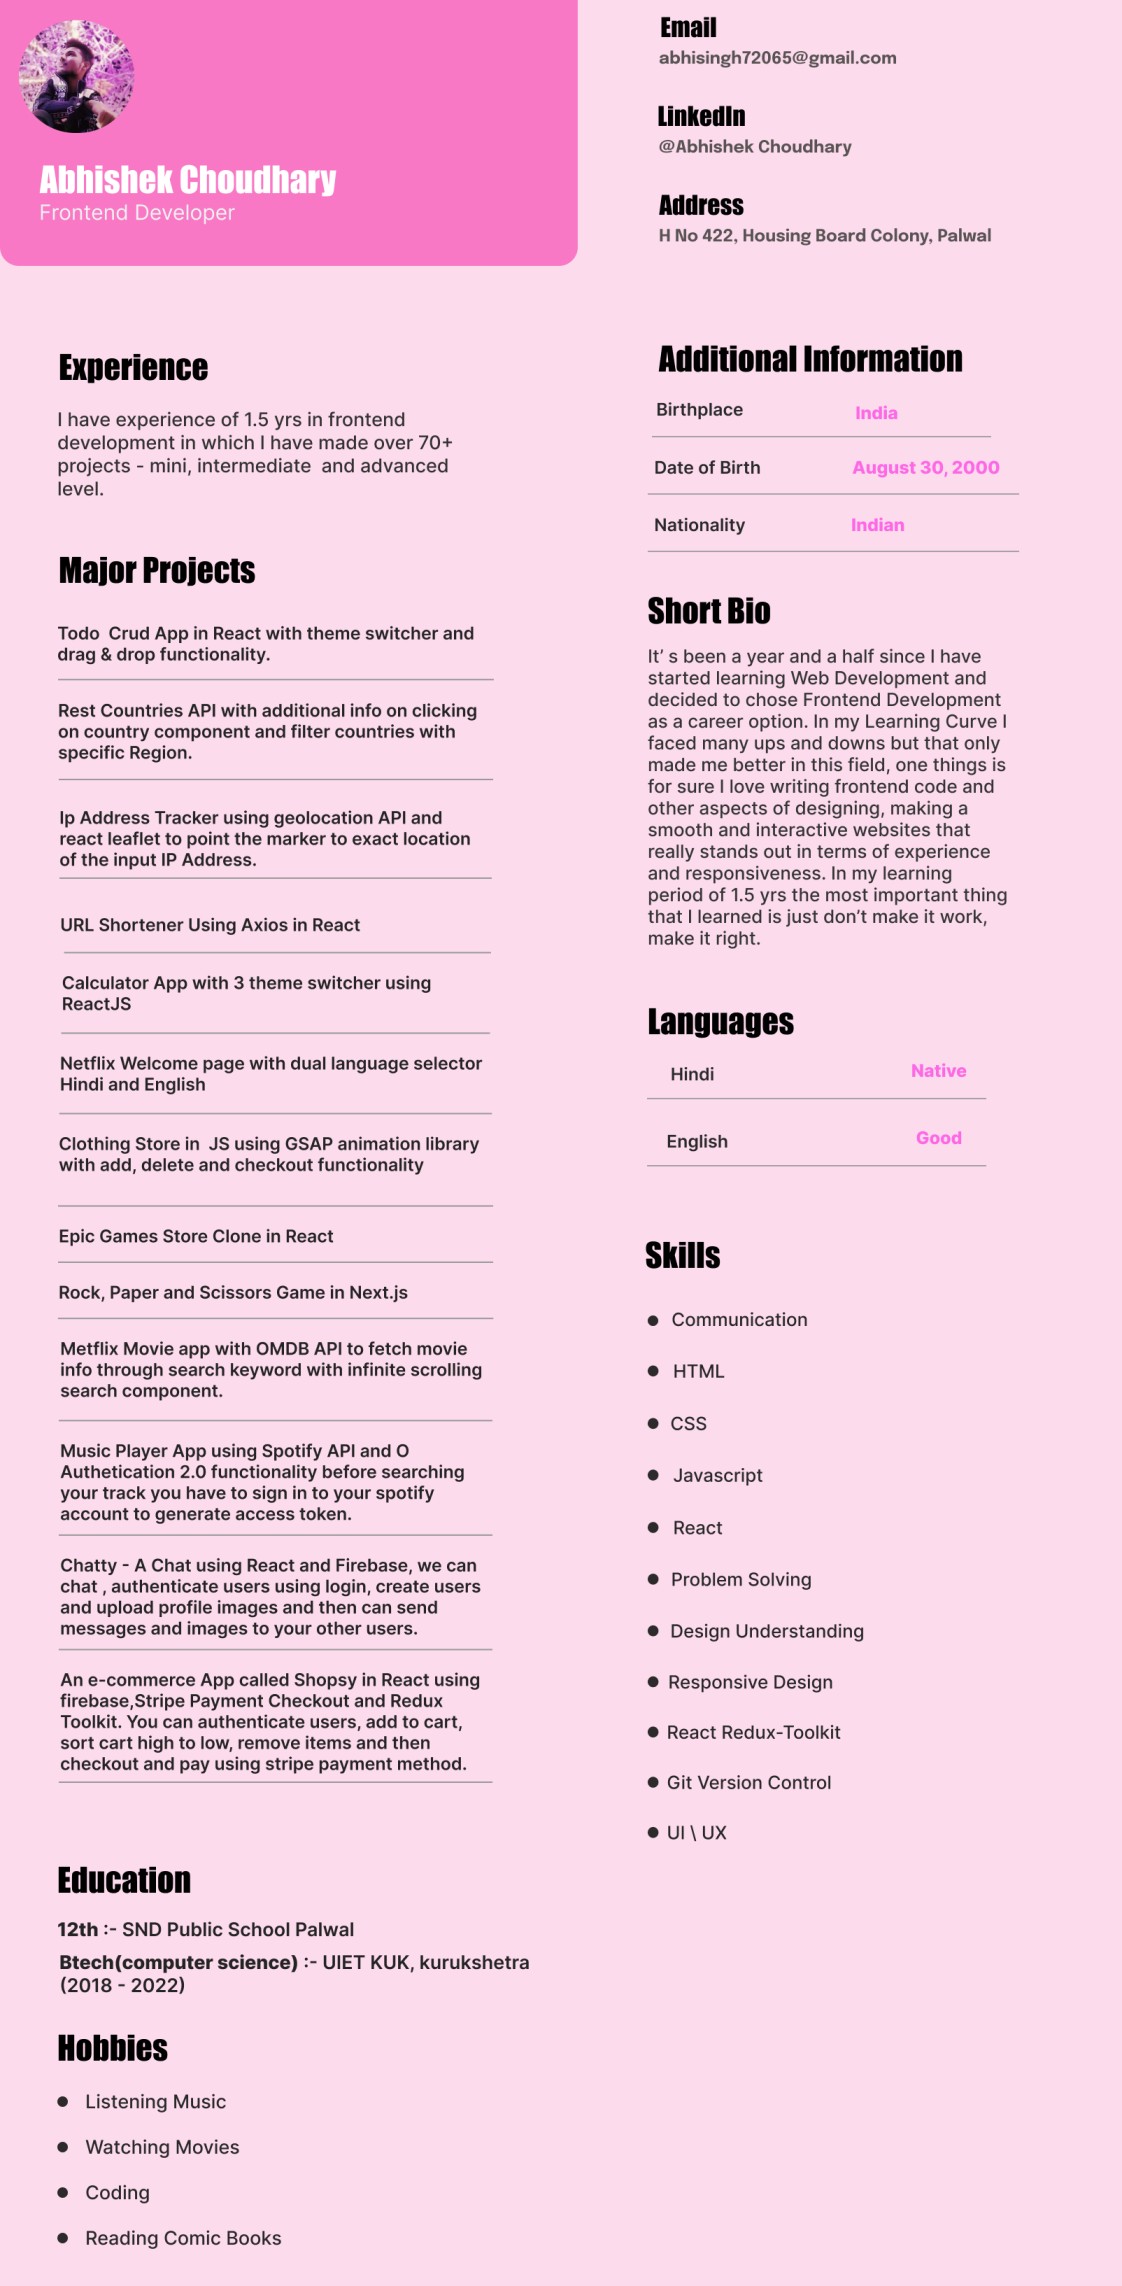 Abhishek Choudhary
Frontend Developer
Email
abhisingh72065@gmail.com
LinkedIn
@Abhishek Choudhary
Address
H No 422, Housing Board Colony, Palwal
Experience
I have experience of 1.5 yrs in frontend
development in which I have made over 70+
projects - mini, intermediate  and advanced
level.
Major Projects
Todo  Crud App in React with theme switcher and
drag & drop functionality.
Rest Countries API with additional info on clicking
on country component and filter countries with
specific Region.
Ip Address Tracker using geolocation API and
react leaflet to point the marker to exact location
of the input IP Address.
URL Shortener Using Axios in React
Calculator App with 3 theme switcher using
ReactJS
Netflix Welcome page with dual language selector
Hindi and English
Clothing Store in  JS using GSAP animation library
with add, delete and checkout functionality
Epic Games Store Clone in React
Rock, Paper and Scissors Game in Next.js
Metflix Movie app with OMDB API to fetch movie
info through search keyword with infinite scrolling
search component.
Music Player App using Spotify API and O
Authetication 2.0 functionality before searching
your track you have to sign in to your spotify
account to generate access token.
Chatty - A Chat using React and Firebase, we can
chat , authenticate users using login, create users
and upload profile images and then can send
messages and images to your other users.
An e-commerce App called Shopsy in React using
firebase,Stripe Payment Checkout and Redux
Toolkit. You can authenticate users, add to cart,
sort cart high to low, remove items and then
checkout and pay using stripe payment method.
Education
12th :- SND Public School Palwal
Btech(computer science) :- UIET KUK, kurukshetra
(2018 - 2022)
Hobbies
Listening Music
Watching Movies
Coding
Reading Comic Books
Additional Information
Birthplace India
Date of Birth August 30, 2000
Nationality Indian
Short Bio
It' s been a year and a half since I have
started learning Web Development and
decided to chose Frontend Development
as a career option. In my Learning Curve I
faced many ups and downs but that only
made me better in this field, one things is
for sure I love writing frontend code and
other aspects of designing, making a
smooth and interactive websites that
really stands out in terms of experience
and responsiveness. In my learning
period of 1.5 yrs the most important thing
that I learned is just don't make it work,
make it right.
Languages
Hindi Native
English Good
Skills
Communication
HTML
CSS
Javascript
React
Problem Solving
Design Understanding
Responsive Design
React Redux-Toolkit
Git Version Control
UI \ UX